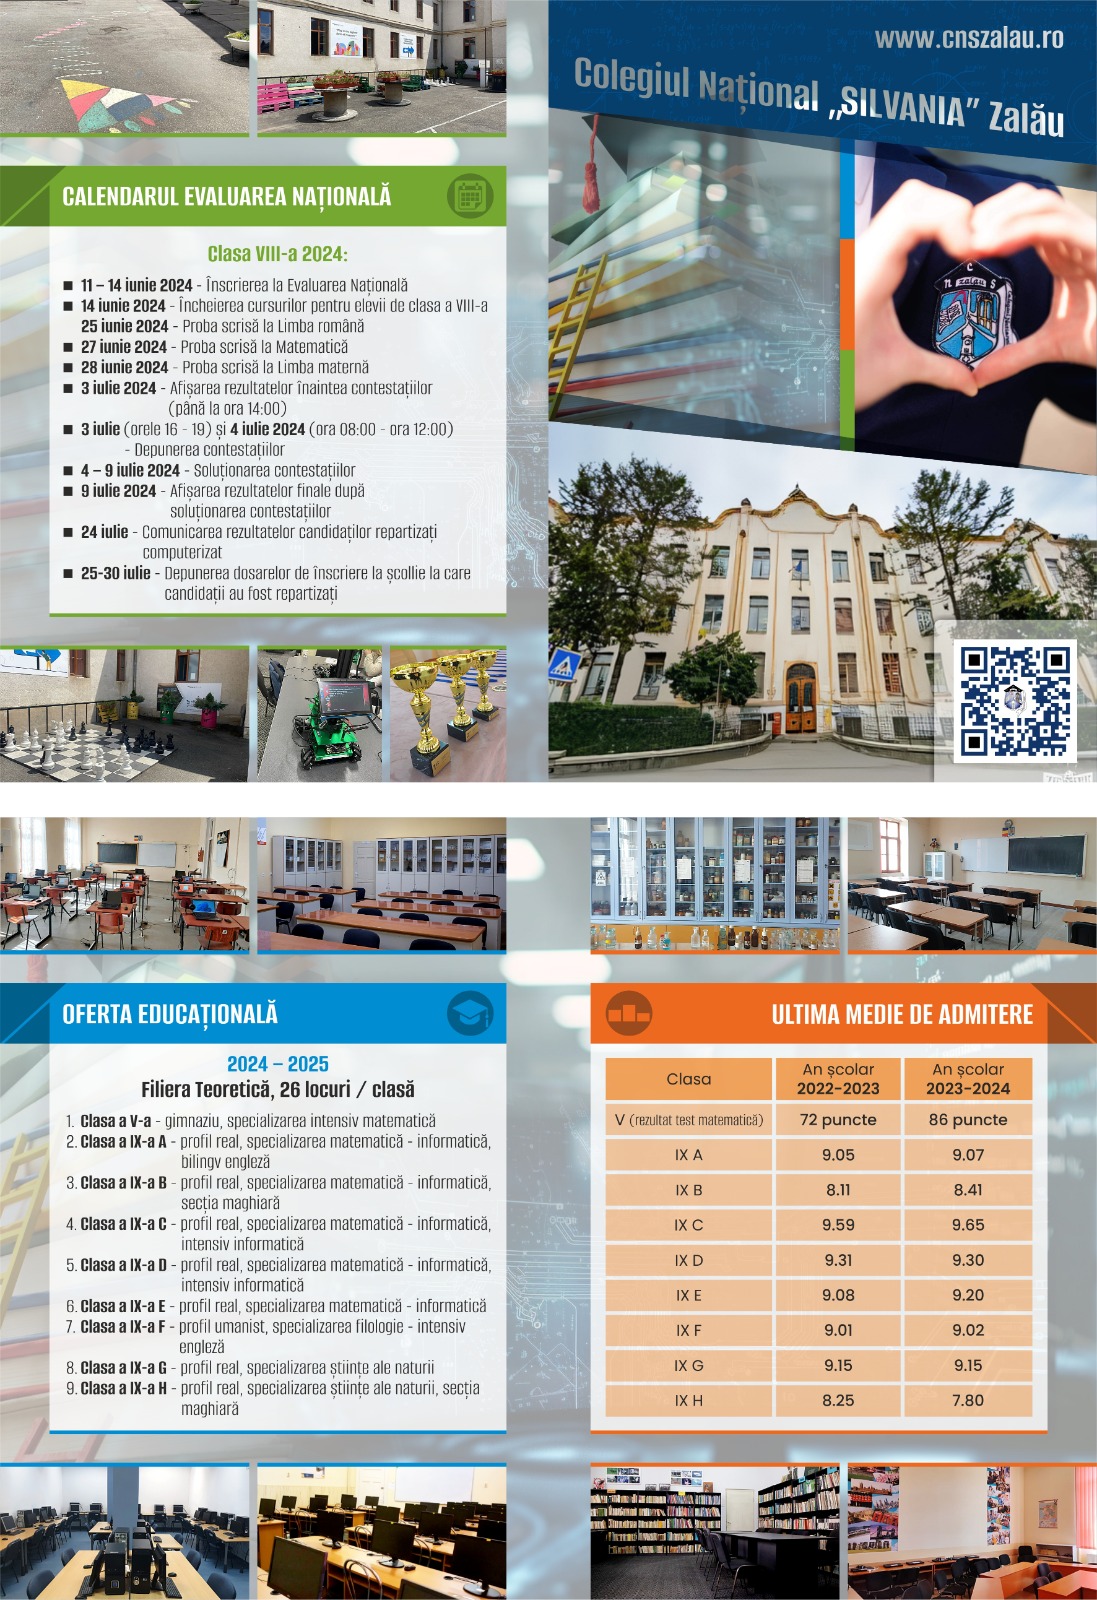 www.cnszalau.ro
Colegiul Național „SILVANIA” Zalău
CALENDARUL EVALUAREA NAȚIONALĂ
Clasa VIII-a 2024:
■ 11 – 14 iunie 2024 - Înscrierea la Evaluarea Națională
■ 14 iunie 2024 - Încheierea cursurilor pentru elevii de clasa a VIII-a
25 iunie 2024 - Proba scrisă la Limba română
■ 27 iunie 2024 - Proba scrisă la Matematică
■ 28 iunie 2024 - Proba scrisă la Limba maternă
■ 3 iulie 2024 - Afișarea rezultatelor înaintea contestațiilor
(până la ora 14:00)
■ 3 iulie (orele 16 - 19) și 4 iulie 2024 (ora 08:00 - ora 12:00)
- Depunerea contestațiilor
■ 4 – 9 iulie 2024 - Soluționarea contestațiilor
■ 9 iulie 2024 - Afișarea rezultatelor finale după
soluționarea contestațiilor
■ 24 iulie - Comunicarea rezultatelor candidaților repartizați
computerizat
■ 25-30 iulie - Depunerea dosarelor de înscriere la școllie la care
candidații au fost repartizați
C
N zalau S
OFERTA EDUCAȚIONALĂ
2024 – 2025
Filiera Teoretică, 26 locuri / clasă
1. Clasa a V-a - gimnaziu, specializarea intensiv matematică
2. Clasa a IX-a A - profil real, specializarea matematică - informatică,
bilingv engleză
3. Clasa a IX-a B - profil real, specializarea matematică - informatică,
secția maghiară
4. Clasa a IX-a C - profil real, specializarea matematică - informatică,
intensiv informatică
5. Clasa a IX-a D - profil real, specializarea matematică - informatică,
intensiv informatică
6. Clasa a IX-a E - profil real, specializarea matematică - informatică
7. Clasa a IX-a F - profil umanist, specializarea filologie - intensiv
engleză
8. Clasa a IX-a G - profil real, specializarea științe ale naturii
9. Clasa a IX-a H - profil real, specializarea științe ale naturii, secția
maghiară
ULTIMA MEDIE DE ADMITERE
Clasa An școlar 2022-2023 An școlar 2023-2024
V (rezultat test matematică) 72 puncte 86 puncte
IX A 9.05 9.07
IX B 8.11 8.41
IX C 9.59 9.65
IX D 9.31 9.30
IX E 9.08 9.20
IX F 9.01 9.02
IX G 9.15 9.15
IX H 8.25 7.80